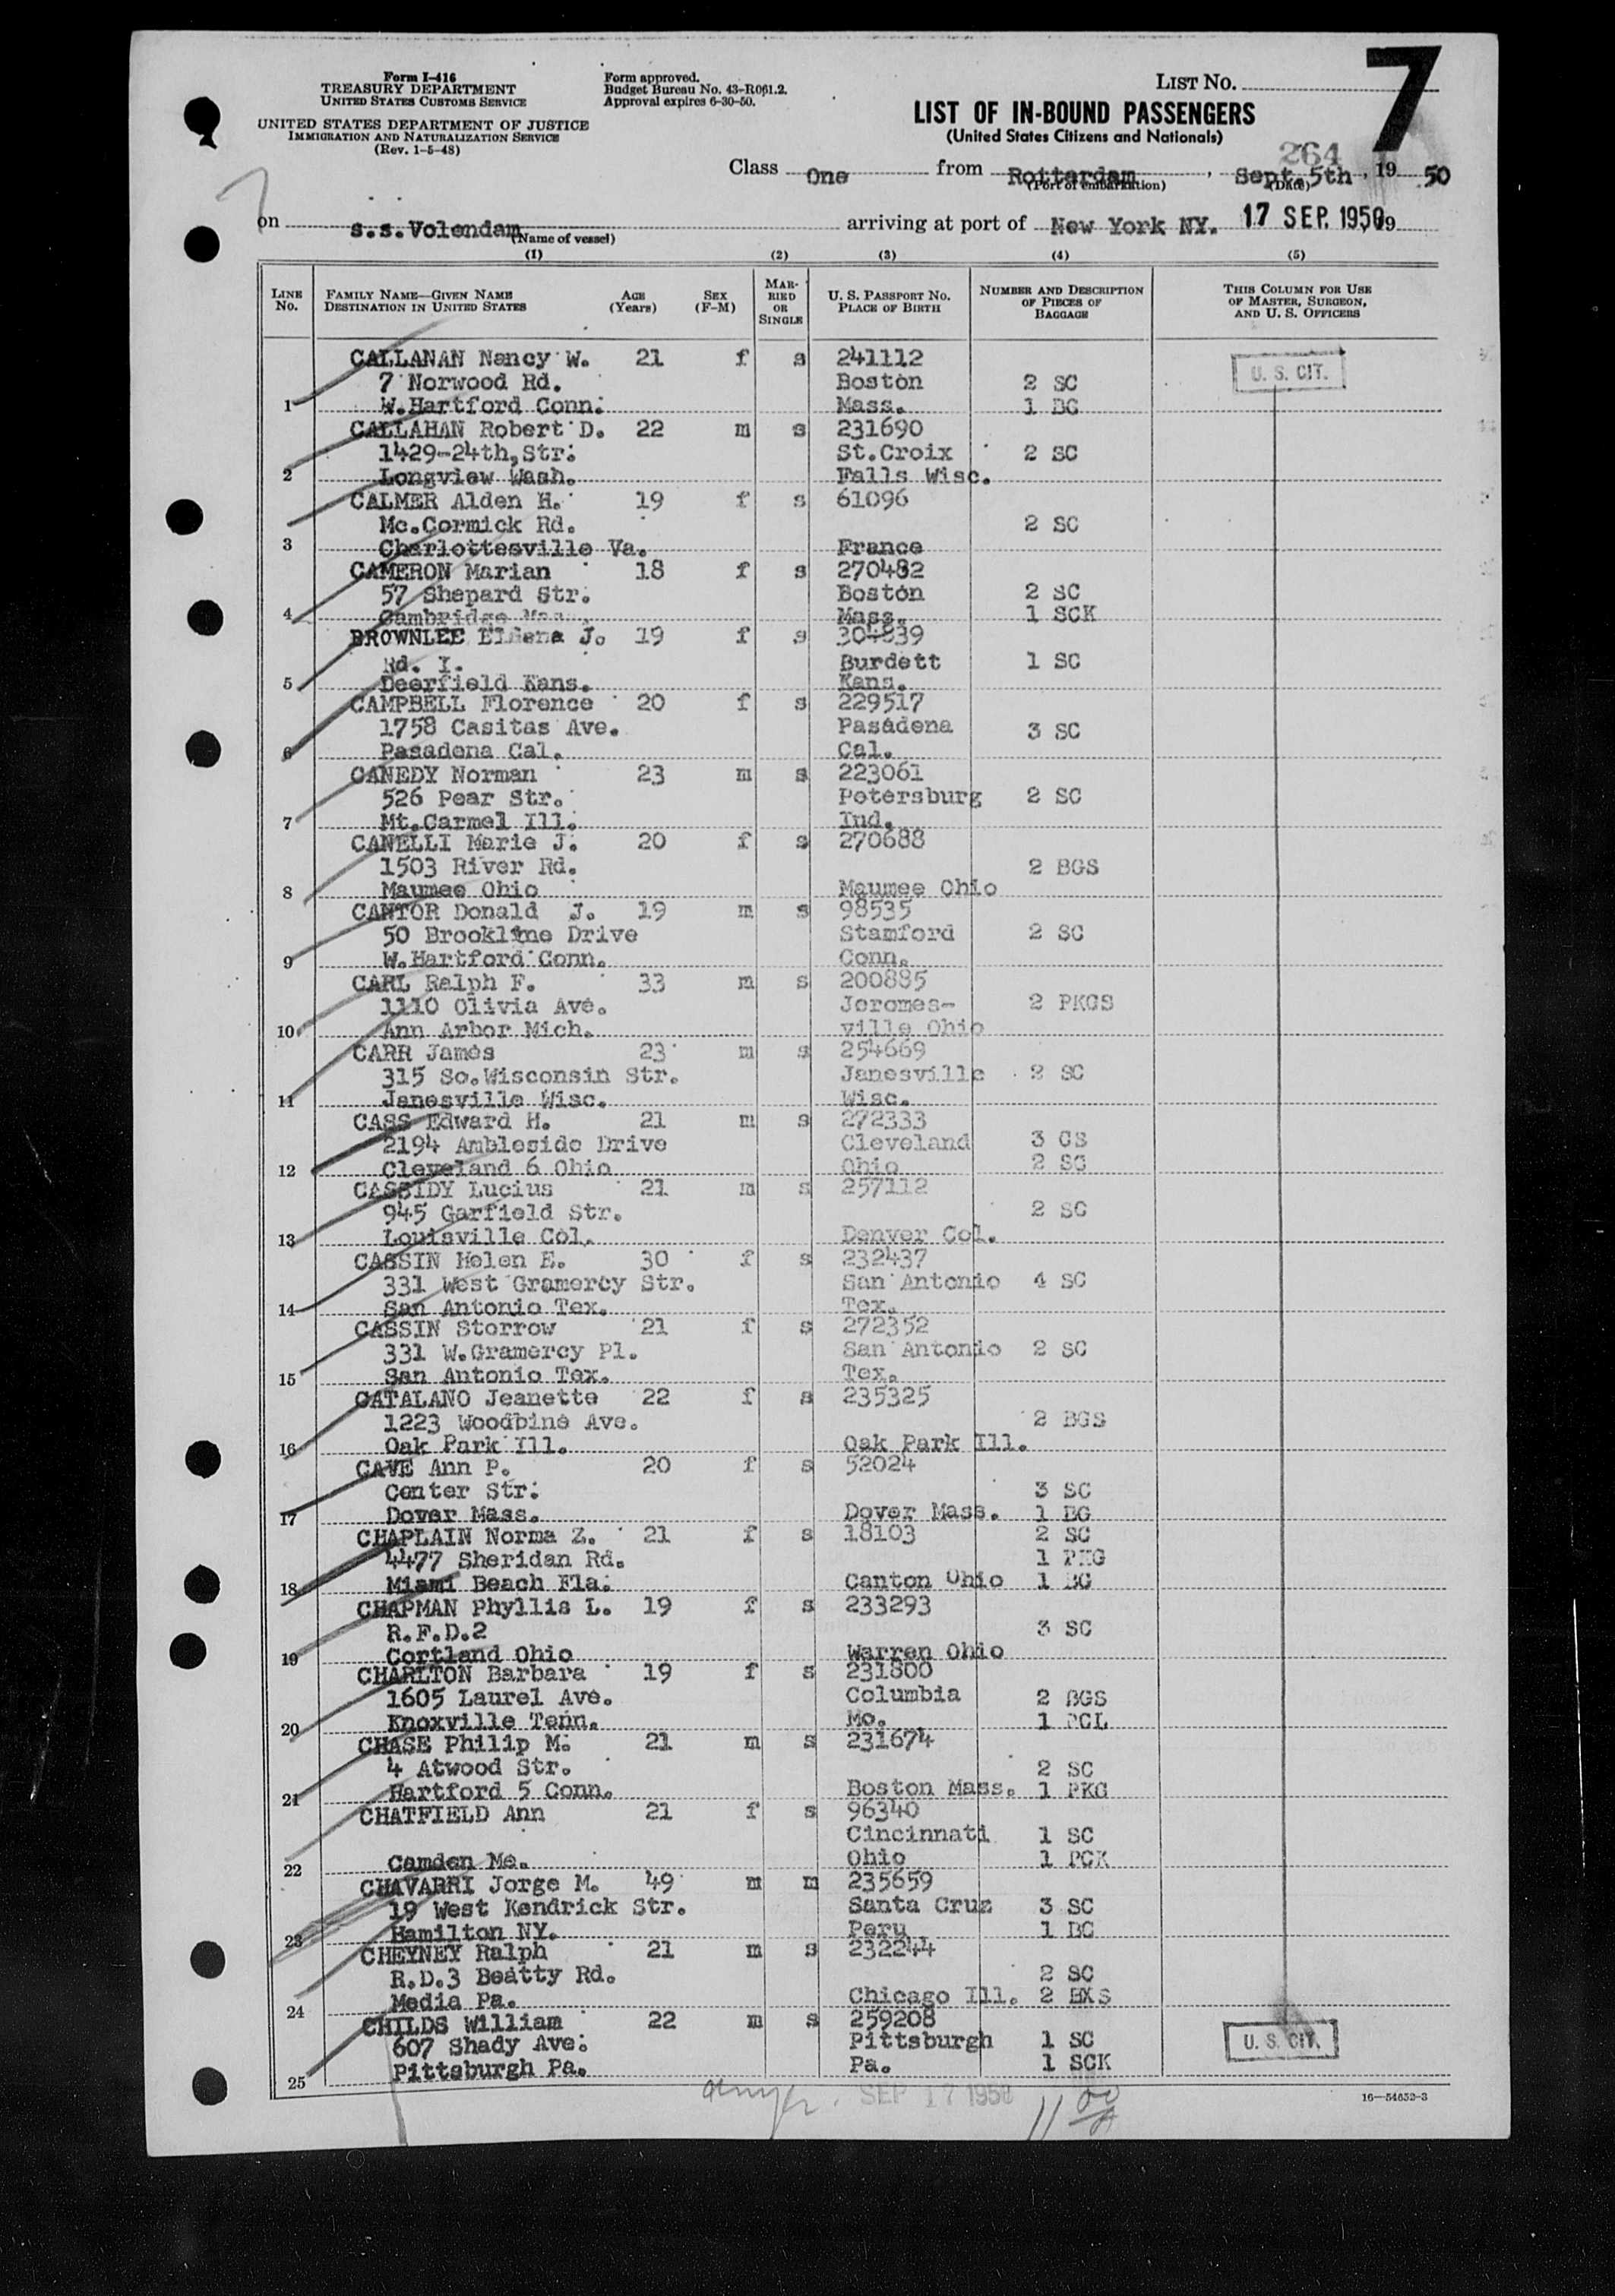 Form I-416
TREASURY DEPARTMENT
UNITED STATES CUSTOMS SERVICE
UNITED STATES DEPARTMENT OF JUSTICE
IMMIGRATION AND NATURALIZATION SERVICE
(Rev. 1-5-48)
Form approved.
Budget Bureau No. 43-R061.2.
Approval expires 6-30-50.
LIST NO. 7
LIST OF IN-BOUND PASSENGERS
(United States Citizens and Nationals)
264
Class One from Rotterdam, Sept. 5th, 19 50
(Port of embarkation) (Date)
on s.s.Volendam arriving at port of New York NY. 17 SEP. 1950 19
(Name of vessel)
(1) (2) (3) (4) (5)
LINE NO. FAMILY NAME—GIVEN NAME DESTINATION IN UNITED STATES AGE (Years) SEX (F-M) MARRIED OR SINGLE U. S. PASSPORT NO. PLACE OF BIRTH NUMBER AND DESCRIPTION OF PIECES OF BAGGAGE THIS COLUMN FOR USE OF MASTER, SURGEON, AND U. S. OFFICERS
CALLANAN Nancy W. 21 f s 241112 U. S. CIT.
7 Norwood Rd. Boston 2 SC
1 W.Hartford Conn. Mass. 1 BG
CALLAHAN Robert D. 22 m s 231690
1429-24th,Str. St.Croix 2 SC
2 Longview Wash. Falls Wisc.
CALMER Alden H. 19 f s 61096
Mc.Cormick Rd. 2 SC
3 Charlottesville Va. France
CAMERON Marian 18 f s 270482
57 Shepard Str. Boston 2 SC
4 Cambridge Mass. 1 SCK
BROWNLEE J. 19 f s 304839
Rd. I. Burdett 1 SC
5 Deerfield Kans. Kans.
CAMPBELL Florence 20 f s 229517
1758 Casitas Ave. Pasadena 3 SC
6 Pasadena Cal. Cal.
CANEDY Norman 23 m s 223061
526 Pear Str. Petersburg 2 SC
7 Mt.Carmel Ill. Ind.
CANELLI Marie J. 20 f s 270688
1503 River Rd. 2 BGS
8 Maumee Ohio Maumee Ohio
CANTOR Donald J. 19 m s 98535
50 Brookline Drive Stamford 2 SC
9 W.Hartford Conn. Conn.
CARL Ralph F. 33 m s 200885
1110 Olivia Ave. Jeromes- 2 PKGS
10 Ann Arbor Mich. ville Ohio
CARR James 23 m s 254669
315 So.Wisconsin Str. Janesville 2 SC
11 Janesville Wisc. Wisc.
CASS Edward H. 21 m s 272333
2194 Ambleside Drive Cleveland 3 CS
12 Cleveland 6 Ohio Ohio 2 SC
CASSIDY Lucius 21 m s 257112
945 Garfield Str. 2 SC
13 Louisville Col. Denver Col.
CASSIN Helen E. 30 f s 232437
331 West Gramercy Str. San Antonio 4 SC
14 San Antonio Tex. Tex.
CASSIN Storrow 21 f s 272352
331 W.Gramercy Pl. San Antonio 2 SC
15 San Antonio Tex. Tex.
CATALANO Jeanette 22 f s 235325
1223 Woodbine Ave. 2 BGS
16 Oak Park Ill. Oak Park Ill.
CAVE Ann P. 20 f s 52024
Center Str. 3 SC
17 Dover Mass. Dover Mass. 1 BG
CHAPLAIN Norma Z. 21 f s 18103 2 SC
4477 Sheridan Rd. 1 PKG
18 Miami Beach Fla. Canton Ohio 1 BG
CHAPMAN Phyllis L. 19 f s 233293
R.F.D.2 3 SC
19 Cortland Ohio Warren Ohio
CHARLTON Barbara 19 f s 231800
1605 Laurel Ave. Columbia 2 BGS
20 Knoxville Tenn. Mo. 1 PCL
CHASE Philip M. 21 m s 231674
4 Atwood Str. 2 SC
21 Hartford 5 Conn. Boston Mass. 1 PKG
CHATFIELD Ann 21 f s 96340
Cincinnati 1 SC
22 Camden Me. Ohio 1 PCK
CHAVARRI Jorge M. 49 m m 235659
19 West Kendrick Str. Santa Cruz 3 SC
23 Hamilton NY. Peru 1 BC
CHEYNEY Ralph 21 m s 232244
R.D.3 Beatty Rd. 2 SC
24 Media Pa. Chicago Ill. 2 BXS
CHILDS William 22 m s 259208
607 Shady Ave. Pittsburgh 1 SC U. S. CIT.
25 Pittsburgh Pa. Pa. 1 SCK
SEP 17 1950 11 00
16—54652-3